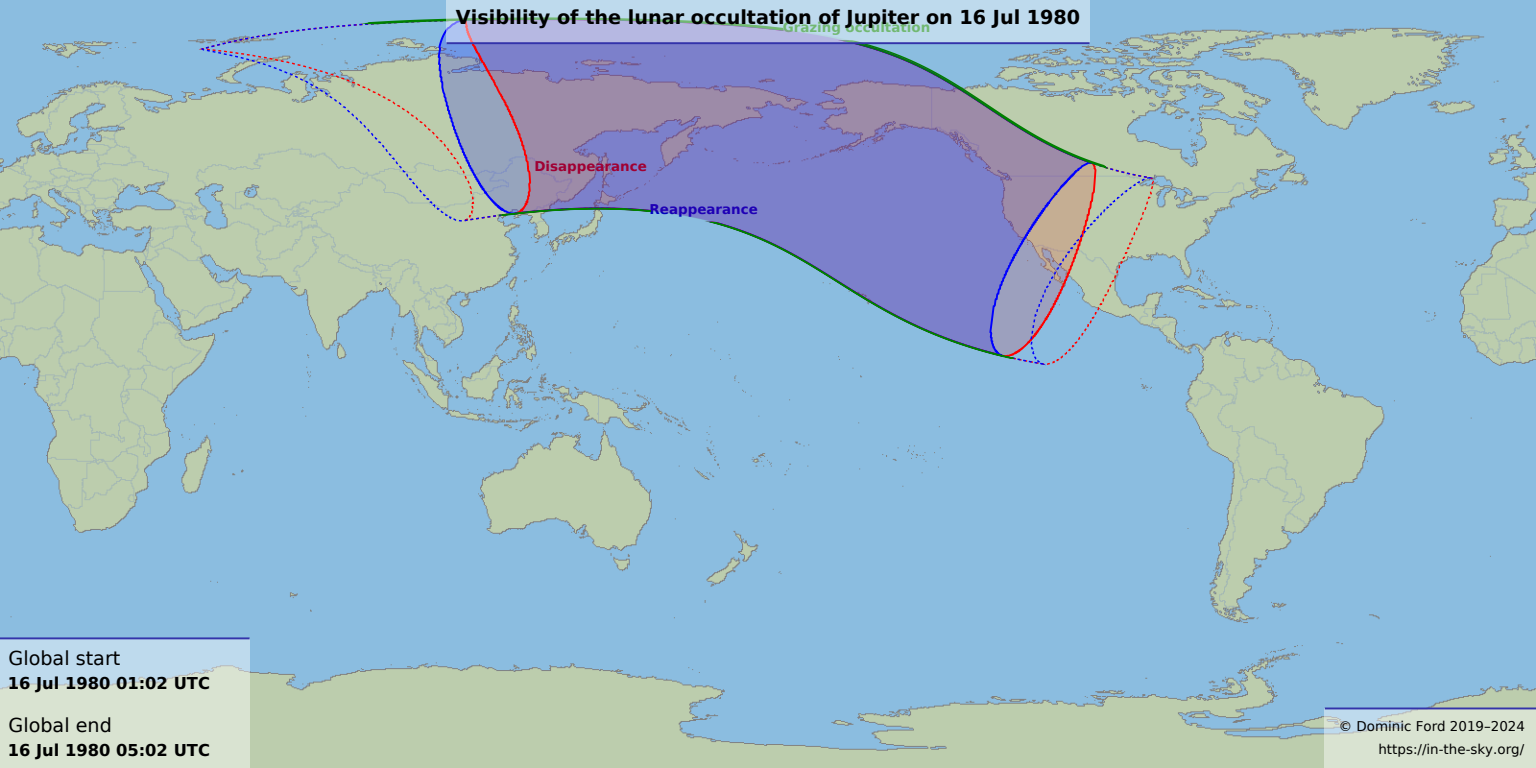 Visibility of the lunar occultation of Jupiter on 16 Jul 1980
Grazing occultation
Disappearance
Reappearance
Global start
16 Jul 1980 01:02 UTC
Global end
16 Jul 1980 05:02 UTC
© Dominic Ford 2019–2024
https://in-the-sky.org/